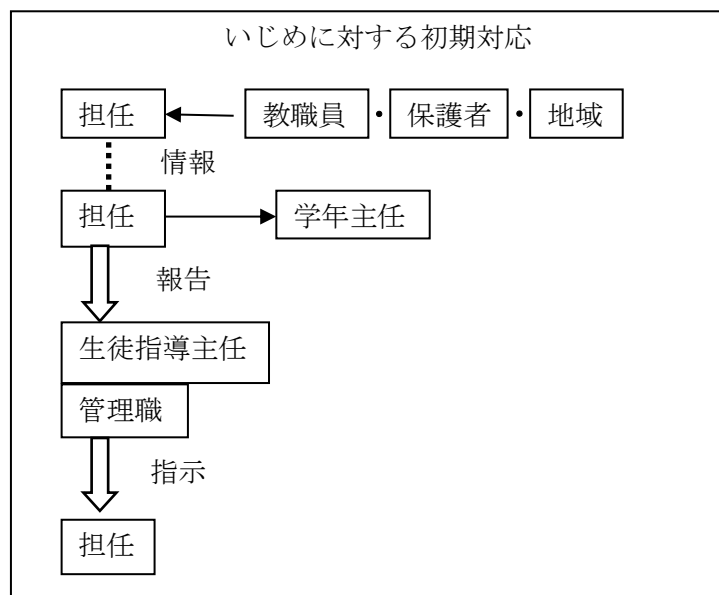 いじめに対する初期対応
担任 教職員・保護者・地域
情報
担任 学年主任
報告
生徒指導主任
管理職
指示
担任